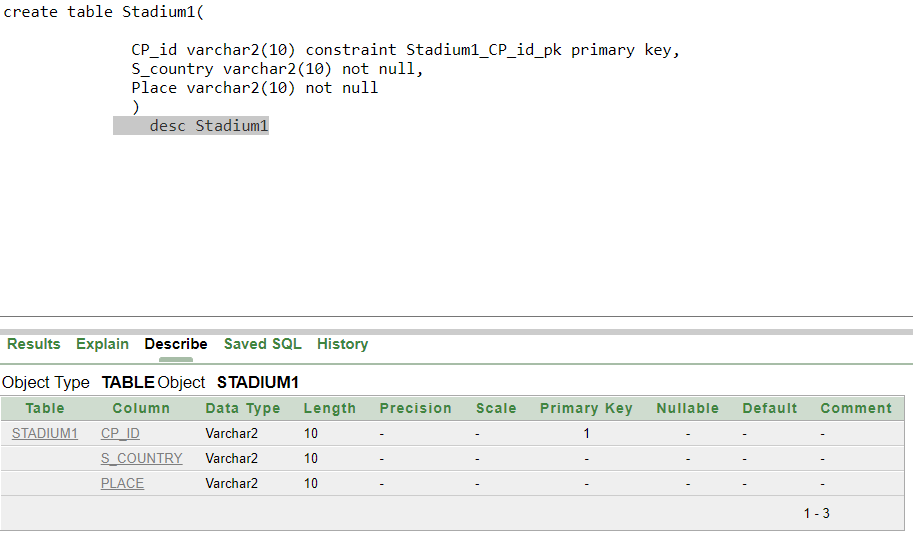 create table Stadium1(
CP_id varchar2(10) constraint Stadium1_CP_id_pk primary key,
S_country varchar2(10) not null,
Place varchar2(10) not null
)
desc Stadium1
Results Explain Describe Saved SQL History
Object Type TABLE Object STADIUM1
Table Column Data Type Length Precision Scale Primary Key Nullable Default Comment
STADIUM1 CP_ID Varchar2 10 - - 1 - - -
S_COUNTRY Varchar2 10 - - - - - -
PLACE Varchar2 10 - - - - - -
1 - 3